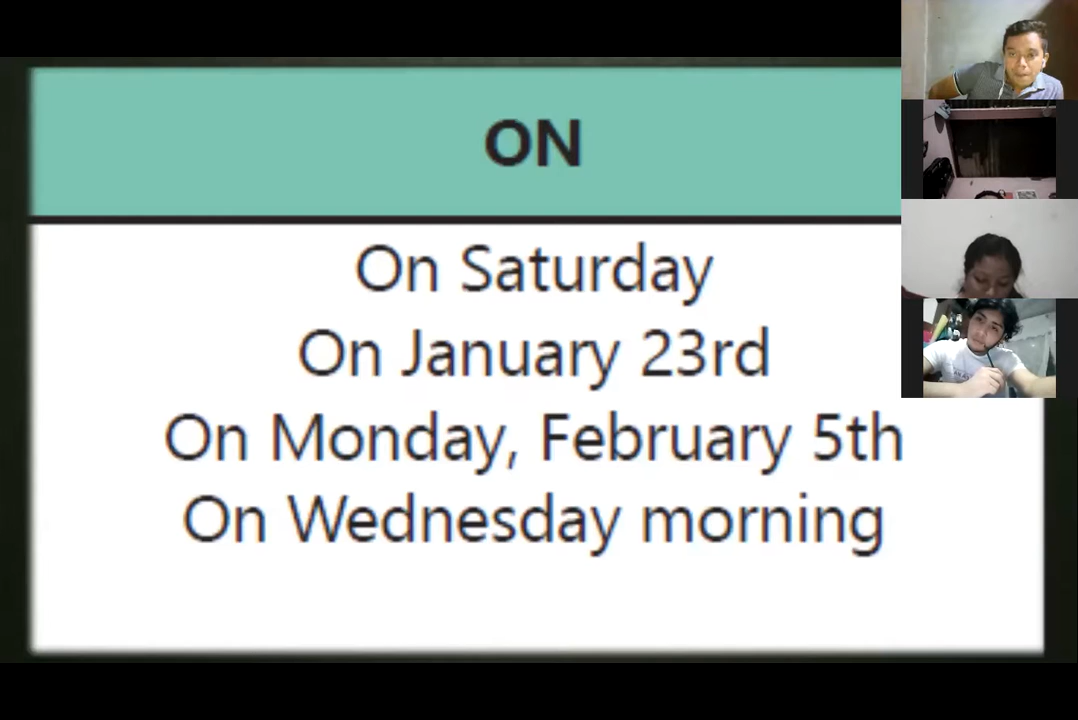 ON
On Saturday
On January 23rd
On Monday, February 5th
On Wednesday morning